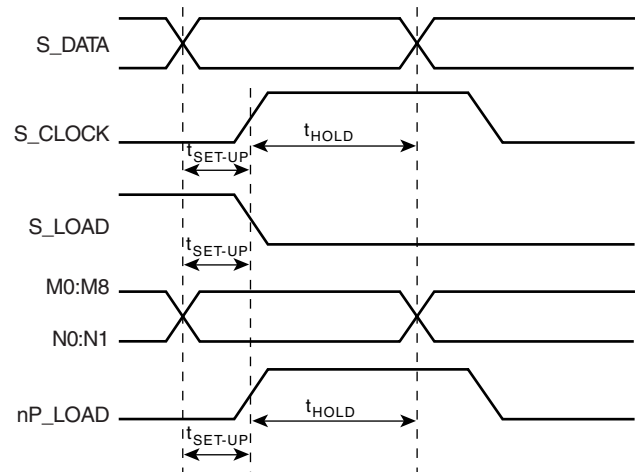 S_DATA
S_CLOCK
tHOLD
tSET-UP
S_LOAD
tSET-UP
M0:M8
N0:N1
nP_LOAD
tHOLD
tSET-UP